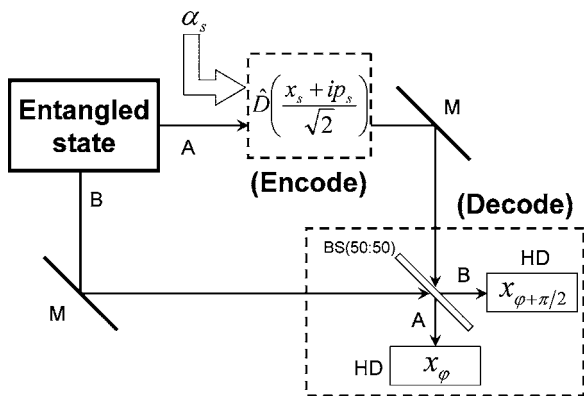 α_s
Entangled
state
D̂((x_s + ip_s)/√2)
M
A
(Encode)
B
(Decode)
BS(50:50)
HD
B
x_{φ+π/2}
M
A
HD
x_φ